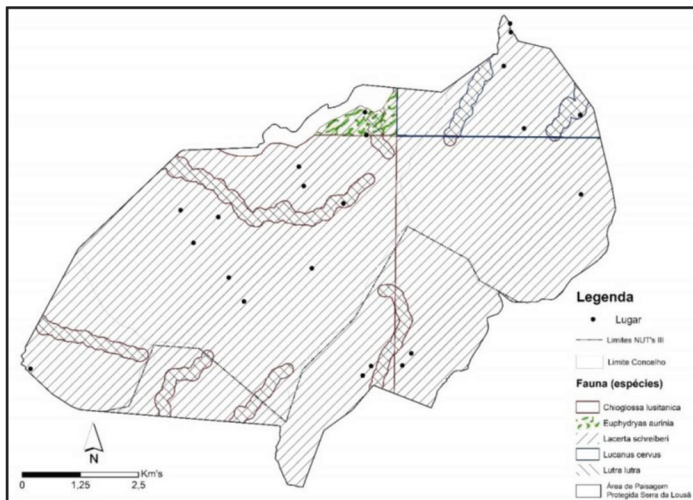 Legenda
Lugar
Limites NUT's III
Limite Concelho
Fauna (espécies)
Chioglossa lusitanica
Euphydryas aurinia
Lacerta schreiberi
Lucanus cervus
Lutra lutra
Área de Paisagem
Protegida Serra da Lousã
N
Km's
0 1,25 2,5